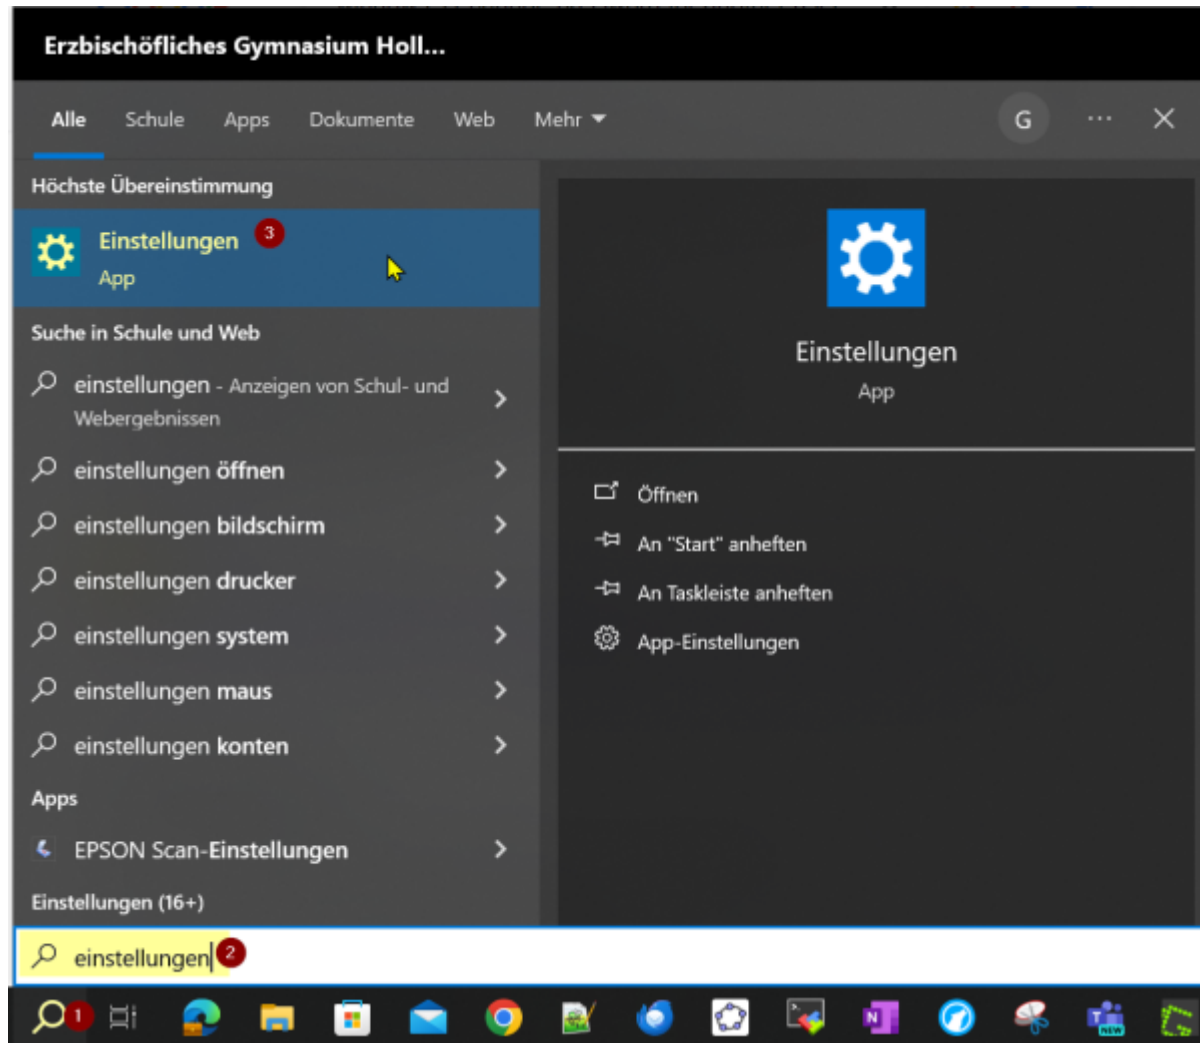 Erzbischöfliches Gymnasium Holl...
Alle Schule Apps Dokumente Web Mehr G ...
Höchste Übereinstimmung
Einstellungen 3
App
Suche in Schule und Web
einstellungen - Anzeigen von Schul- und
Webergebnissen
einstellungen öffnen
einstellungen bildschirm
einstellungen drucker
einstellungen system
einstellungen maus
einstellungen konten
Apps
EPSON Scan-Einstellungen
Einstellungen (16+)
Einstellungen
App
Öffnen
An "Start" anheften
An Taskleiste anheften
App-Einstellungen
einstellungen 2
1 N T NEW